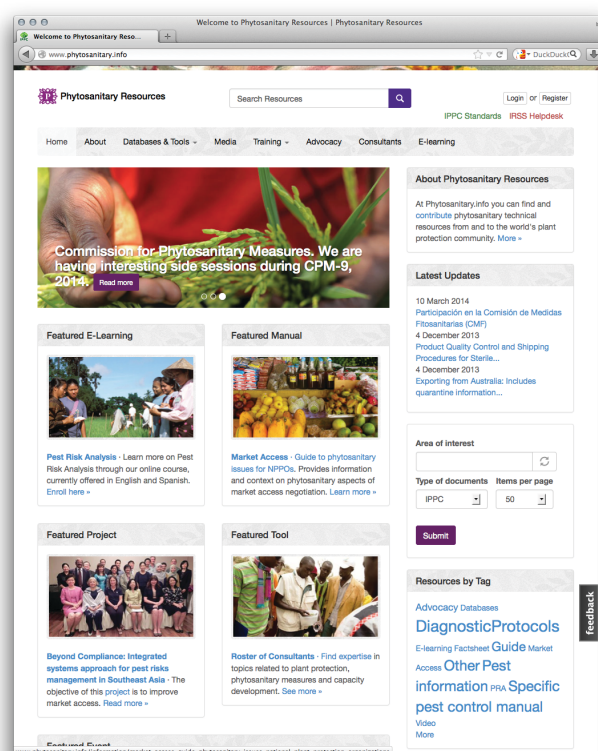 Welcome to Phytosanitary Resources | Phytosanitary Resources
Welcome to Phytosanitary Reso...
www.phytosanitary.info
DuckDuck
Phytosanitary Resources
Search Resources
Login or Register
IPPC Standards IRSS Helpdesk
Home About Databases & Tools Media Training Advocacy Consultants E-learning
Commission for Phytosanitary Measures. We are
having interesting side sessions during CPM-9,
2014. Read more
About Phytosanitary Resources
At Phytosanitary.info you can find and
contribute phytosanitary technical
resources from and to the world's plant
protection community. More »
Latest Updates
10 March 2014
Participación en la Comisión de Medidas
Fitosanitarias (CMF)
4 December 2013
Product Quality Control and Shipping
Procedures for Sterile...
4 December 2013
Exporting from Australia: Includes
quarantine information...
Featured E-Learning
Pest Risk Analysis · Learn more on Pest
Risk Analysis through our online course,
currently offered in English and Spanish.
Enroll here »
Featured Manual
Market Access · Guide to phytosanitary
issues for NPPOs. Provides information
and context on phytosanitary aspects of
market access negotiation. Learn more »
Area of interest
Type of documents Items per page
IPPC 50
Submit
Featured Project
Beyond Compliance: Integrated
systems approach for pest risks
management in Southeast Asia · The
objective of this project is to improve
market access. Read more »
Featured Tool
Roster of Consultants · Find expertise in
topics related to plant protection,
phytosanitary measures and capacity
development. See more »
Resources by Tag
Advocacy Databases
DiagnosticProtocols
E-learning Factsheet Guide Market
Access Other Pest
information PRA Specific
pest control manual
Video
More
feedback
Featured Event